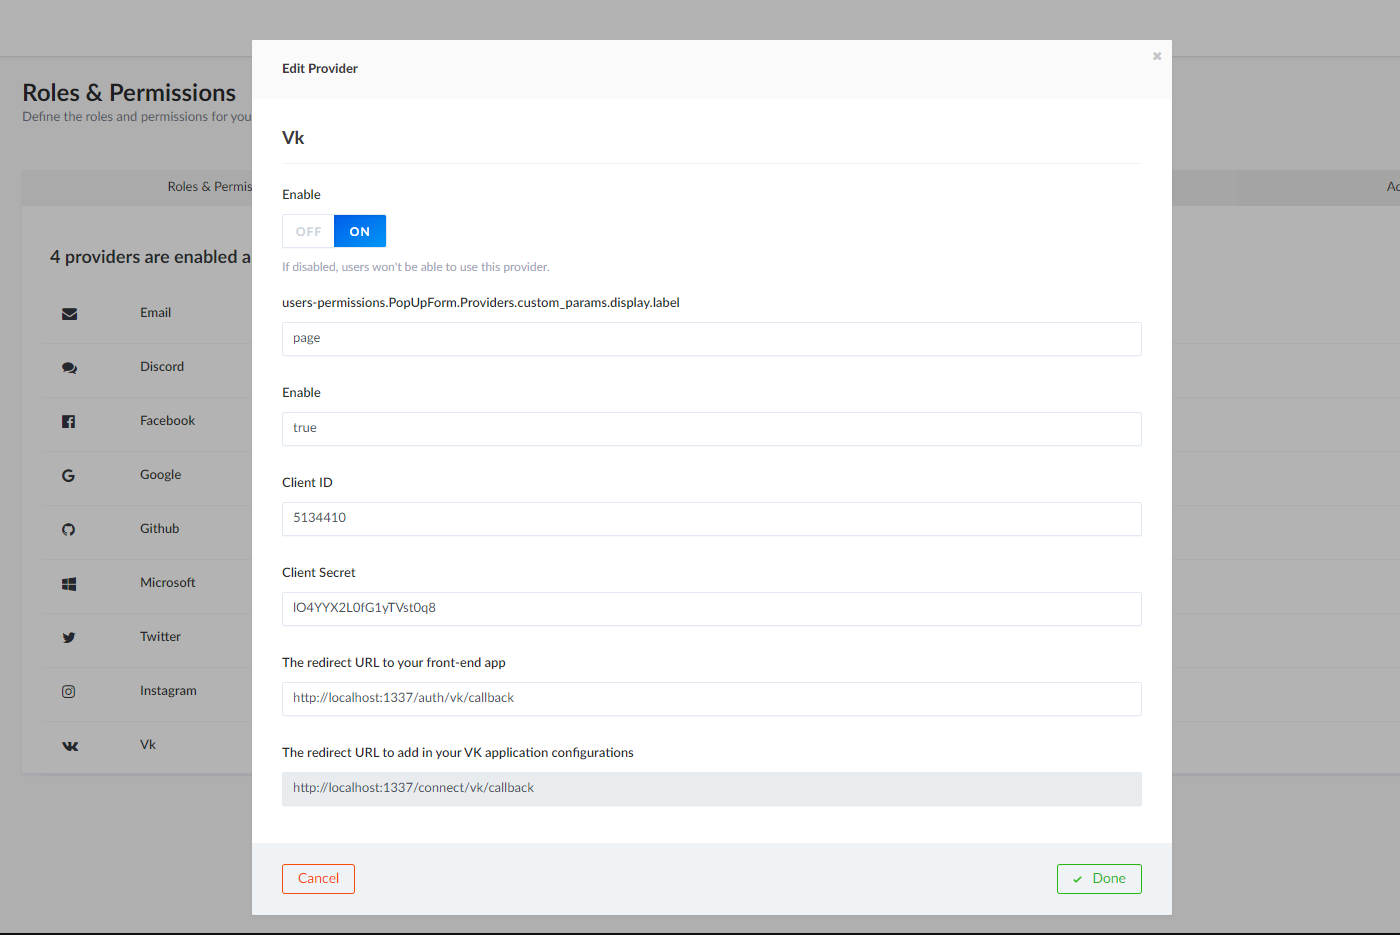 Edit Provider
Roles & Permissions
Define the roles and permissions for you
Vk
Roles & Permis
Ac
Enable
OFF ON
4 providers are enabled a
If disabled, users won't be able to use this provider.
users-permissions.PopUpForm.Providers.custom_params.display.label
Email
page
Discord
Enable
Facebook
true
Google
Client ID
5134410
Github
Client Secret
Microsoft
lO4YYX2L0fG1yTVst0q8
Twitter
The redirect URL to your front-end app
Instagram
http://localhost:1337/auth/vk/callback
Vk
The redirect URL to add in your VK application configurations
http://localhost:1337/connect/vk/callback
Cancel
Done